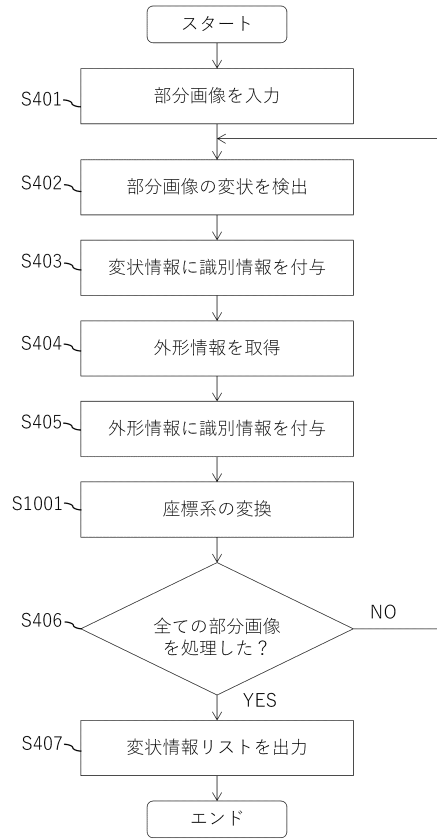 スタート
S401
部分画像を入力
S402
部分画像の変状を検出
S403
変状情報に識別情報を付与
S404
外形情報を取得
S405
外形情報に識別情報を付与
S1001
座標系の変換
S406
全ての部分画像
を処理した？
NO
YES
S407
変状情報リストを出力
エンド